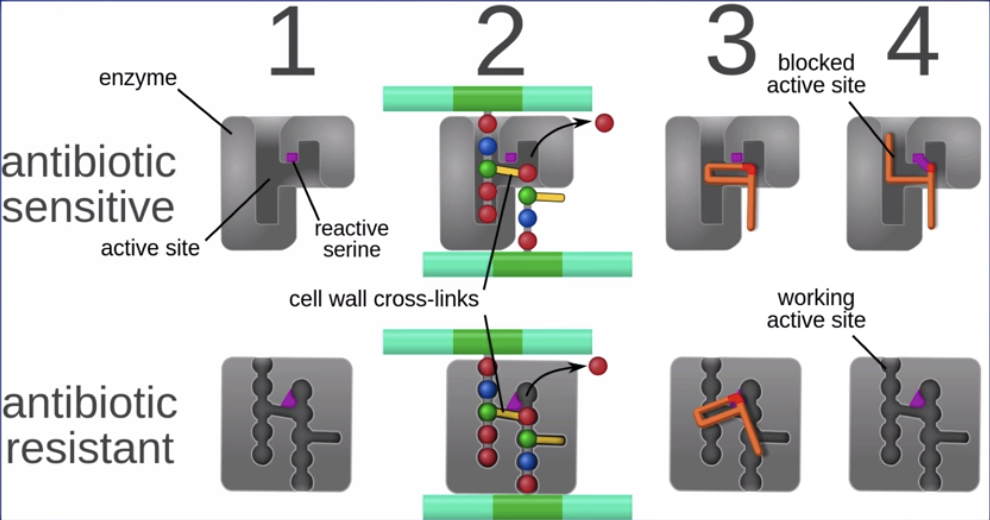 1
2
3
4
enzyme
blocked
active site
antibiotic
sensitive
active site
reactive
serine
cell wall cross-links
working
active site
antibiotic
resistant